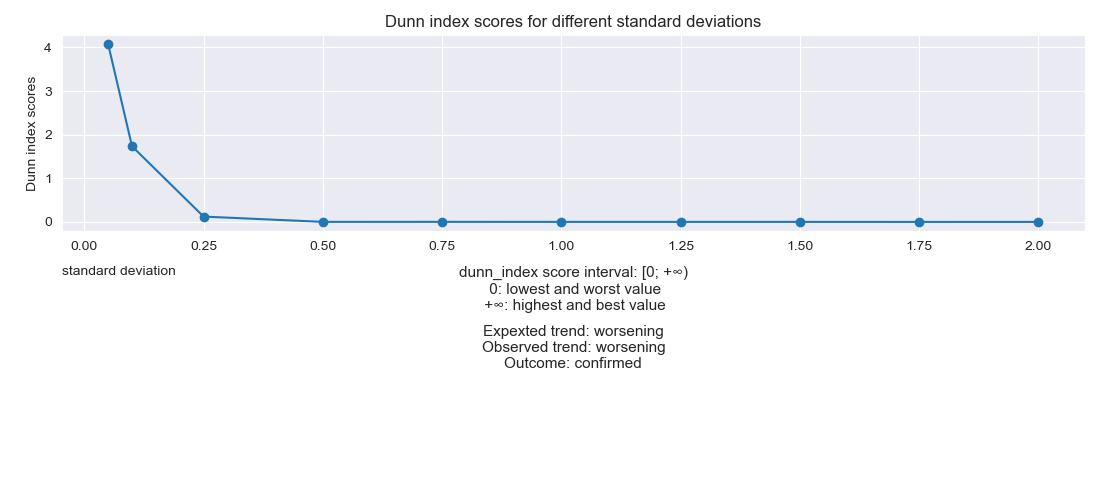 Dunn index scores for different standard deviations
Dunn index scores
4
3
2
1
0
0.00 0.25 0.50 0.75 1.00 1.25 1.50 1.75 2.00
standard deviation
dunn_index score interval: [0; +∞)
0: lowest and worst value
+∞: highest and best value
Expexted trend: worsening
Observed trend: worsening
Outcome: confirmed